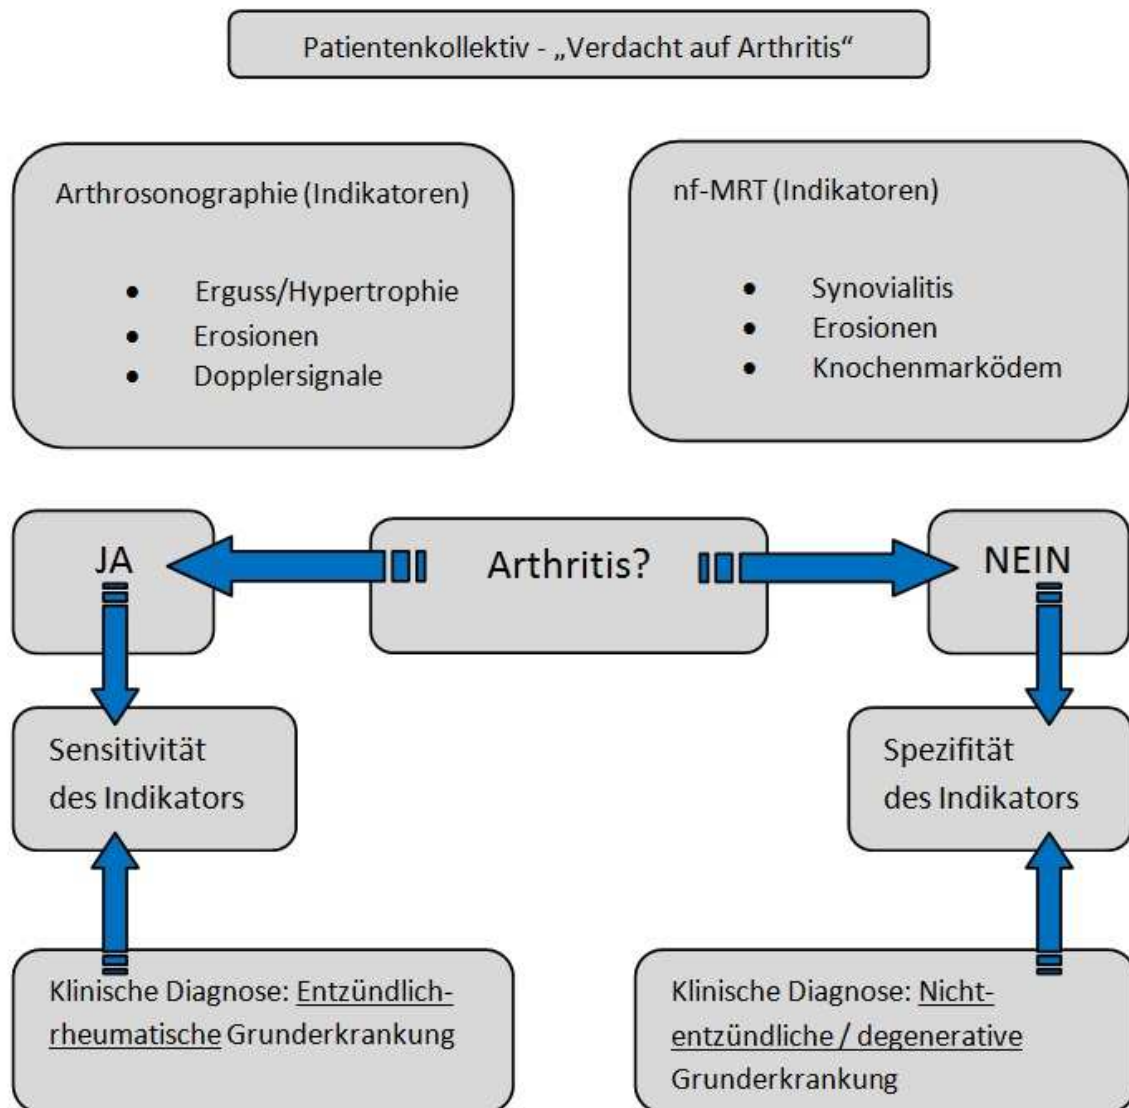 Patientenkollektiv - „Verdacht auf Arthritis“
Arthrosonographie (Indikatoren)
• Erguss/Hypertrophie
• Erosionen
• Dopplersignale
nf-MRT (Indikatoren)
• Synovialitis
• Erosionen
• Knochenmarködem
JA
Arthritis?
NEIN
Sensitivität
des Indikators
Spezifität
des Indikators
Klinische Diagnose: Entzündlich-
rheumatische Grunderkrankung
Klinische Diagnose: Nicht-
entzündliche / degenerative
Grunderkrankung